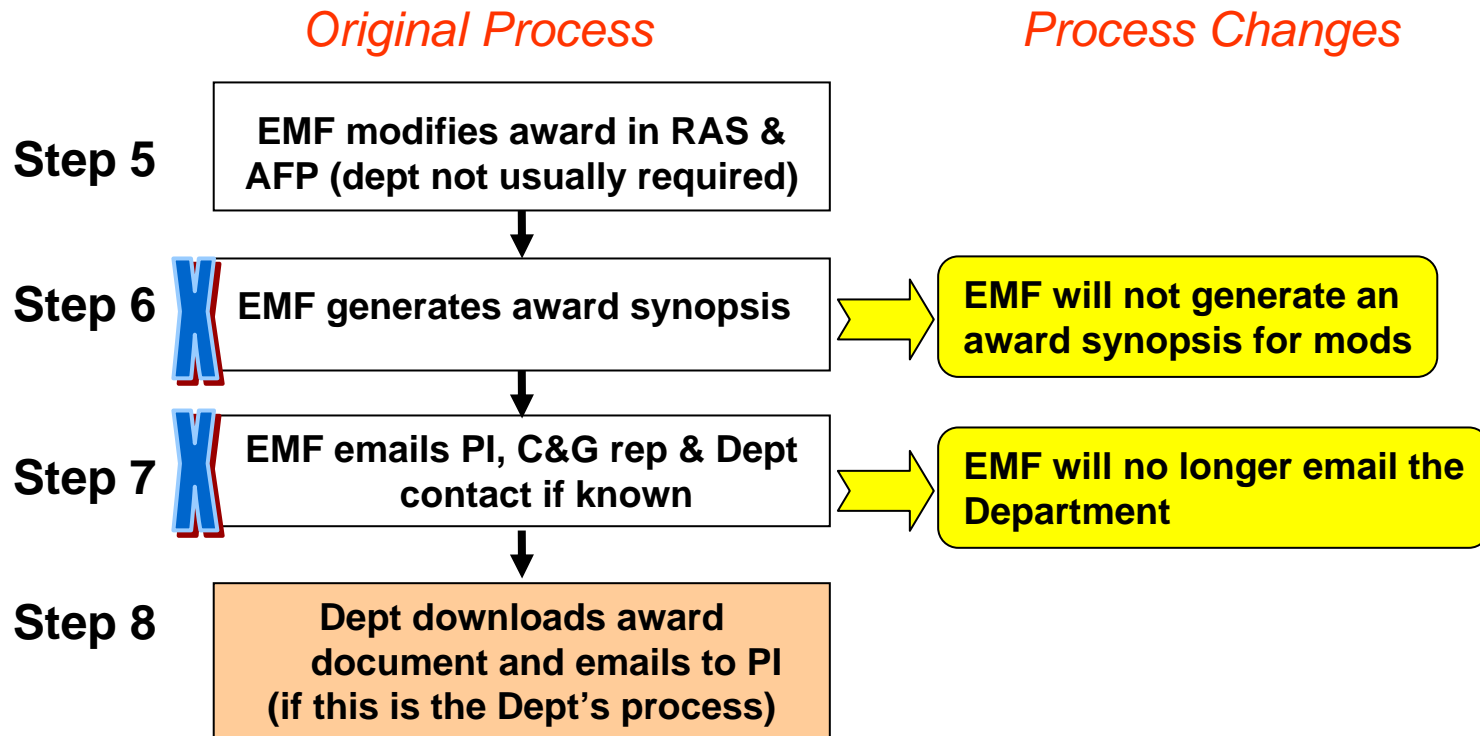 Original Process
Process Changes
Step 5
EMF modifies award in RAS &
AFP (dept not usually required)
Step 6
X
EMF generates award synopsis
EMF will not generate an
award synopsis for mods
Step 7
X
EMF emails PI, C&G rep & Dept
contact if known
EMF will no longer email the
Department
Step 8
Dept downloads award
document and emails to PI
(if this is the Dept's process)